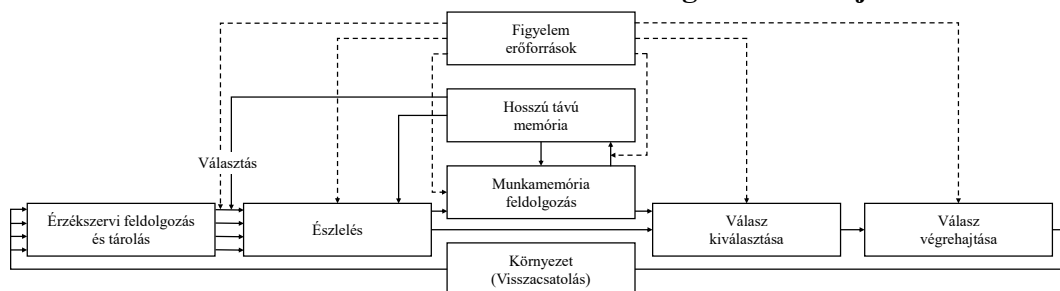 Figyelem
erőforrások
Hosszú távú
memória
Választás
Munkamemória
feldolgozás
Érzékszervi feldolgozás
és tárolás
Észlelés
Válasz
kiválasztása
Válasz
végrehajtása
Környezet
(Visszacsatolás)